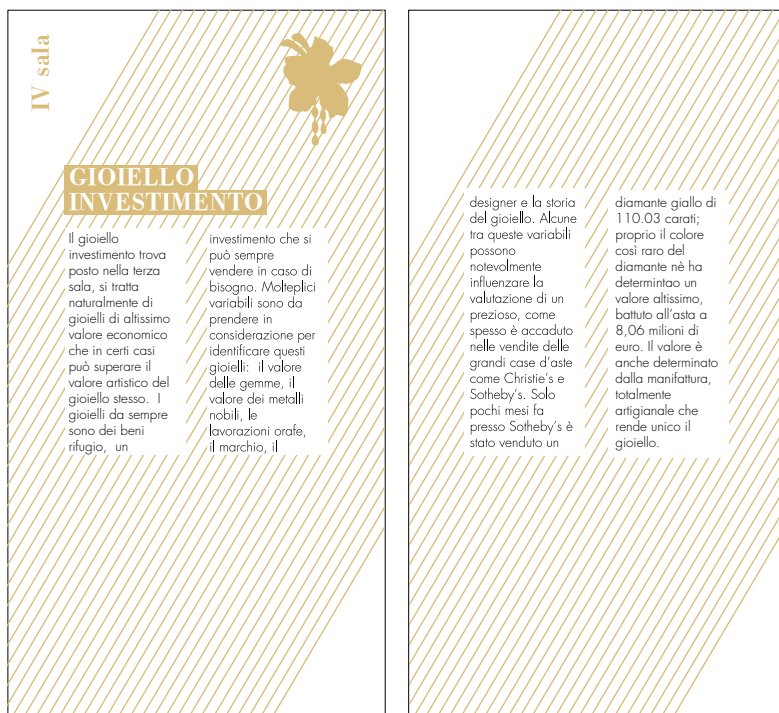 IV sala
GIOIELLO
INVESTIMENTO
Il gioiello
investimento trova
posto nella terza
sala, si tratta
naturalmente di
gioielli di altissimo
valore economico
che in certi casi
può superare il
valore artistico del
gioiello stesso.  I
gioielli da sempre
sono dei beni
rifugio,  un
investimento che si
può sempre
vendere in caso di
bisogno. Molteplici
variabili sono da
prendere in
considerazione per
identificare questi
gioielli:  il valore
delle gemme, il
valore dei metalli
nobili, le
lavorazioni orafe,
il marchio, il
designer e la storia
del gioiello. Alcune
tra queste variabili
possono
notevolmente
influenzare la
valutazione di un
prezioso, come
spesso è accaduto
nelle vendite delle
grandi case d'aste
come Christie's e
Sotheby's. Solo
pochi mesi fa
presso Sotheby's è
stato venduto un
diamante giallo di
110.03 carati;
proprio il colore
così raro del
diamante nè ha
determintao un
valore altissimo,
battuto all'asta a
8,06 milioni di
euro. Il valore è
anche determinato
dalla manifattura,
totalmente
artigianale che
rende unico il
gioiello.